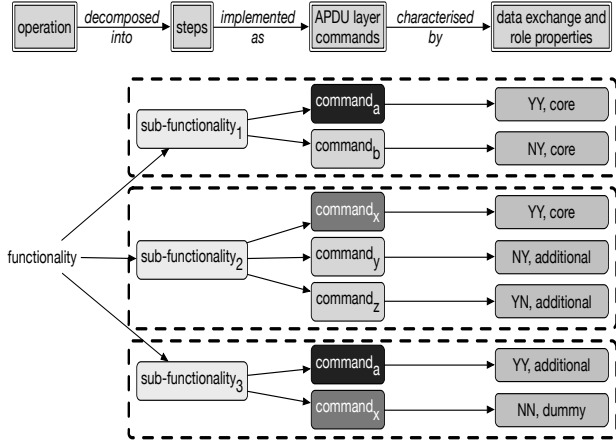 operation
decomposed
into
steps
implemented
as
APDU layer
commands
characterised
by
data exchange and
role properties
functionality
sub-functionality1
commanda
YY, core
commandb
NY, core
sub-functionality2
commandx
YY, core
commandy
NY, additional
commandz
YN, additional
sub-functionality3
commanda
YY, additional
commandx
NN, dummy